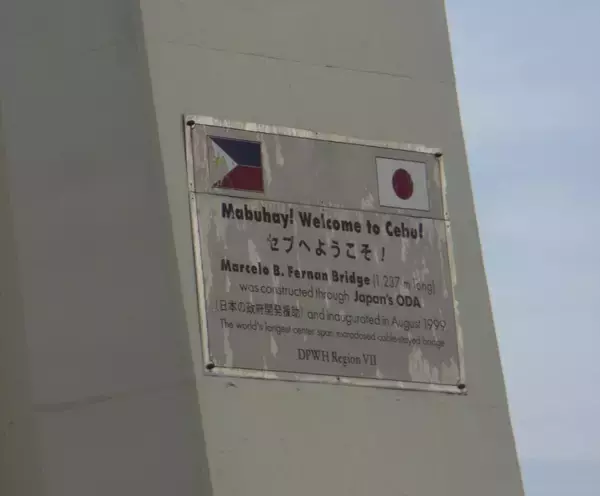 Mabuhay! Welcome to Cebu!
セブへようこそ!
Marcelo B. Fernan Bridge (1,237 m long)
was constructed through Japan's ODA
(日本の政府開発援助) and inaugurated in August 1999
The world's longest center span cable-stayed bridge
DPWH Region VII